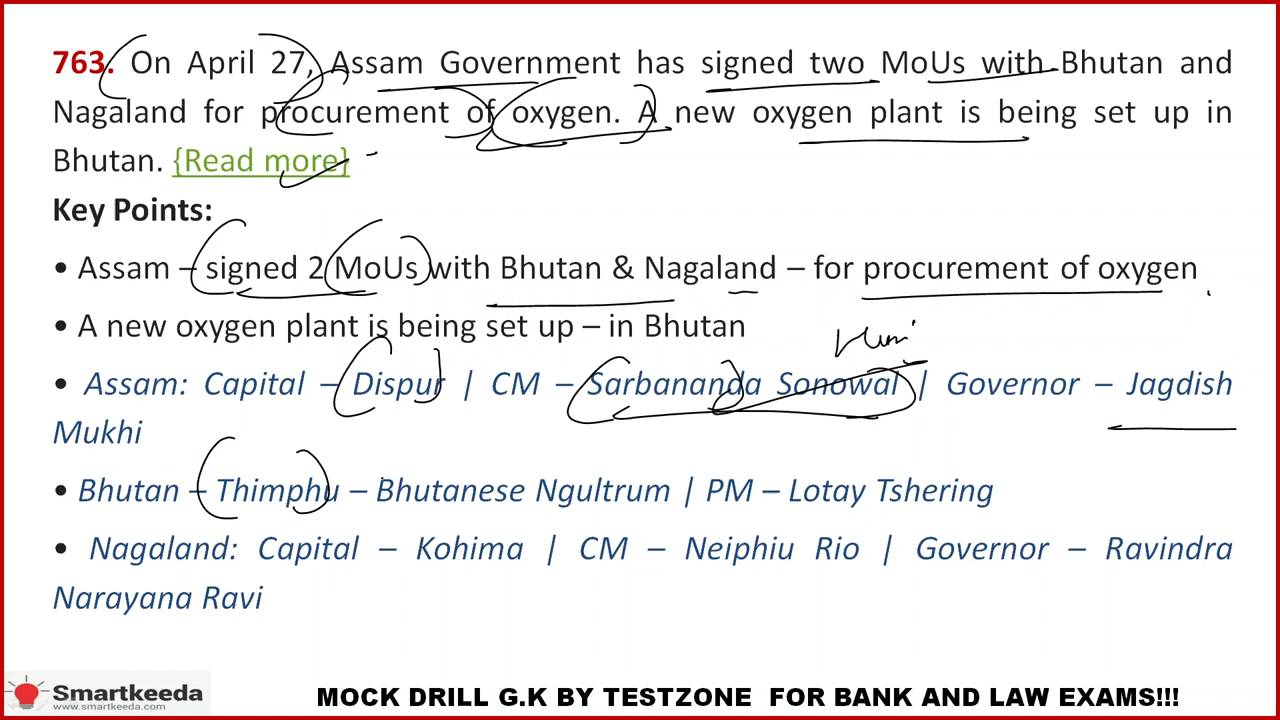 763. On April 27, Assam Government has signed two MoUs with Bhutan and
Nagaland for procurement of oxygen. A new oxygen plant is being set up in
Bhutan. {Read more}
Key Points:
• Assam – signed 2 MoUs with Bhutan & Nagaland – for procurement of oxygen
• A new oxygen plant is being set up – in Bhutan
• Assam: Capital – Dispur | CM – Sarbananda Sonowal | Governor – Jagdish
Mukhi
• Bhutan – Thimphu – Bhutanese Ngultrum | PM – Lotay Tshering
• Nagaland: Capital – Kohima | CM – Neiphiu Rio | Governor – Ravindra
Narayana Ravi
Smartkeeda
www.smartkeeda.com
MOCK DRILL G.K BY TESTZONE FOR BANK AND LAW EXAMS!!!